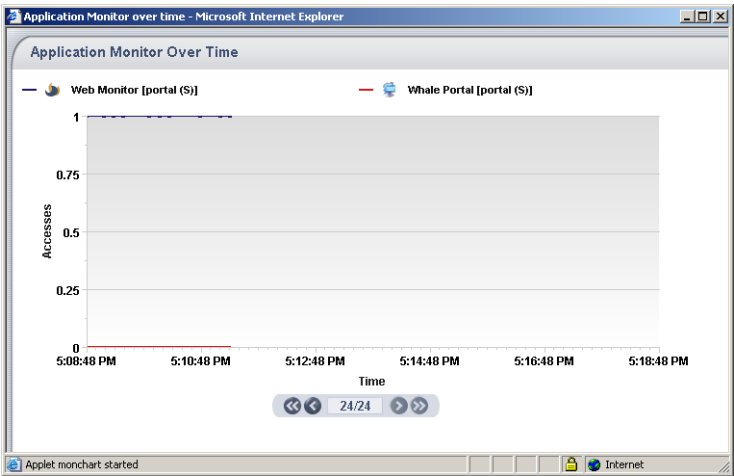 Application Monitor over time - Microsoft Internet Explorer
Application Monitor Over Time
Web Monitor [portal (S)]
Whale Portal [portal (S)]
1
0.75
0.5
0.25
0
Accesses
5:08:48 PM 5:10:48 PM 5:12:48 PM 5:14:48 PM 5:16:48 PM 5:18:48 PM
Time
24/24
Applet monchart started
Internet